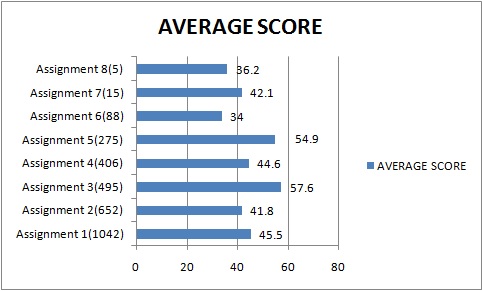 AVERAGE SCORE
Assignment 8(5) 36.2
Assignment 7(15) 42.1
Assignment 6(88) 34
Assignment 5(275) 54.9
Assignment 4(406) 44.6
Assignment 3(495) 57.6
Assignment 2(652) 41.8
Assignment 1(1042) 45.5
0 20 40 60 80
AVERAGE SCORE